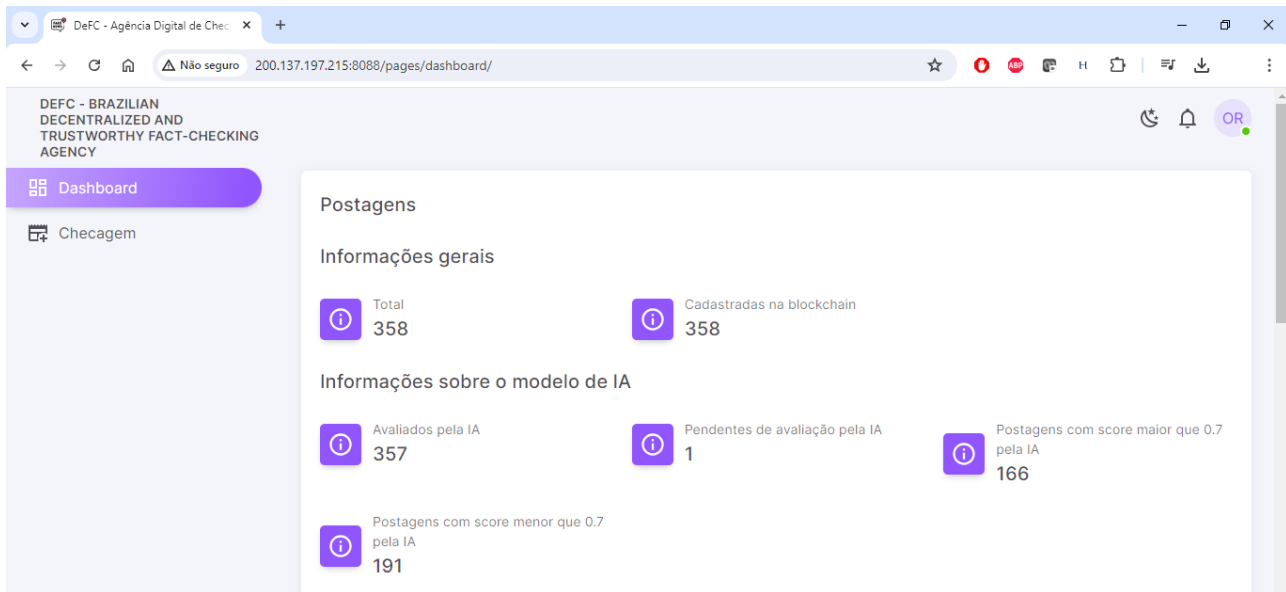 DeFC - Agência Digital de Chec
Não seguro 200.137.197.215:8088/pages/dashboard/
ABP
H
DEFC - BRAZILIAN
DECENTRALIZED AND
TRUSTWORTHY FACT-CHECKING
AGENCY
OR
Dashboard
Checagem
Postagens
Informações gerais
Total
358
Cadastradas na blockchain
358
Informações sobre o modelo de IA
Avaliados pela IA
357
Pendentes de avaliação pela IA
1
Postagens com score maior que 0.7
pela IA
166
Postagens com score menor que 0.7
pela IA
191